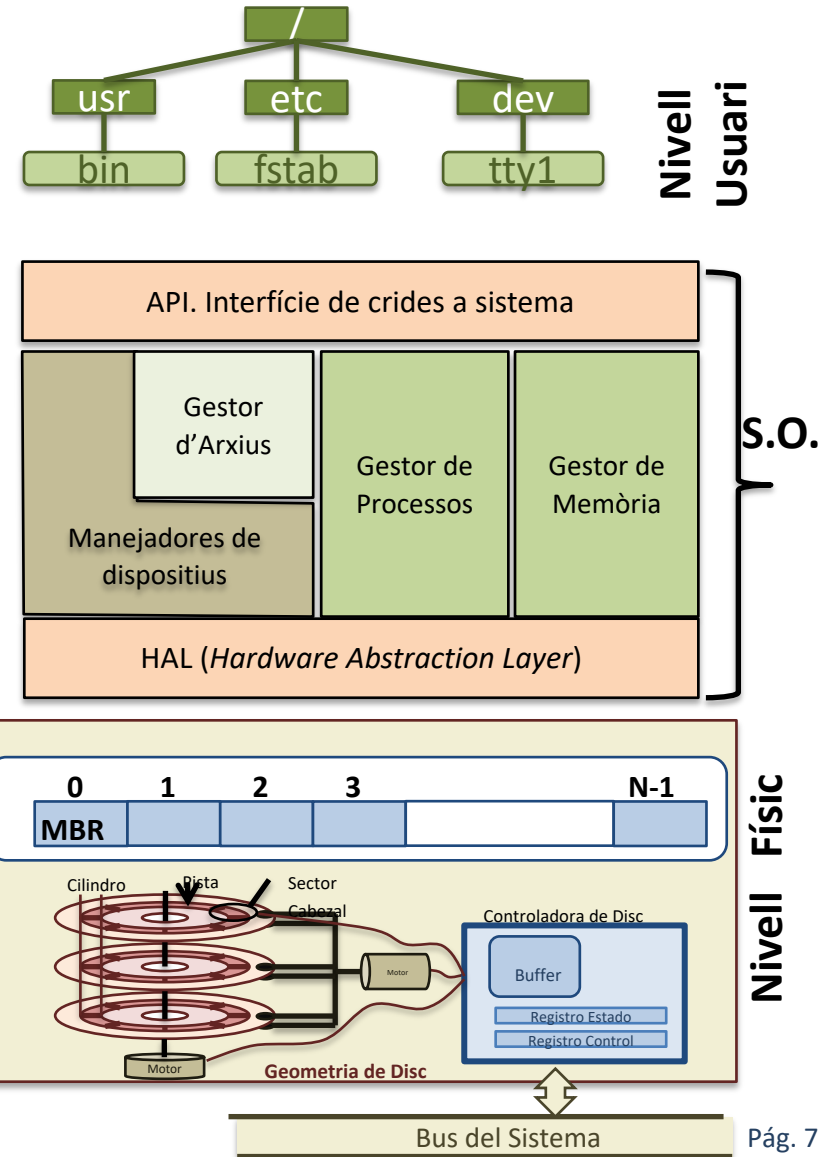 /
usr etc dev
bin fstab tty1
Nivell
Usuari
API. Interfície de crides a sistema
Gestor
d’Arxius
Gestor de
Processos
Gestor de
Memòria
Manejadores de
dispositius
S.O.
HAL (Hardware Abstraction Layer)
0 1 2 3 N-1
MBR
Nivell Físic
Cilindro Pista Sector
Cabezal
Controladora de Disc
Motor
Buffer
Registro Estado
Registro Control
Motor
Geometria de Disc
Bus del Sistema
Pág. 7